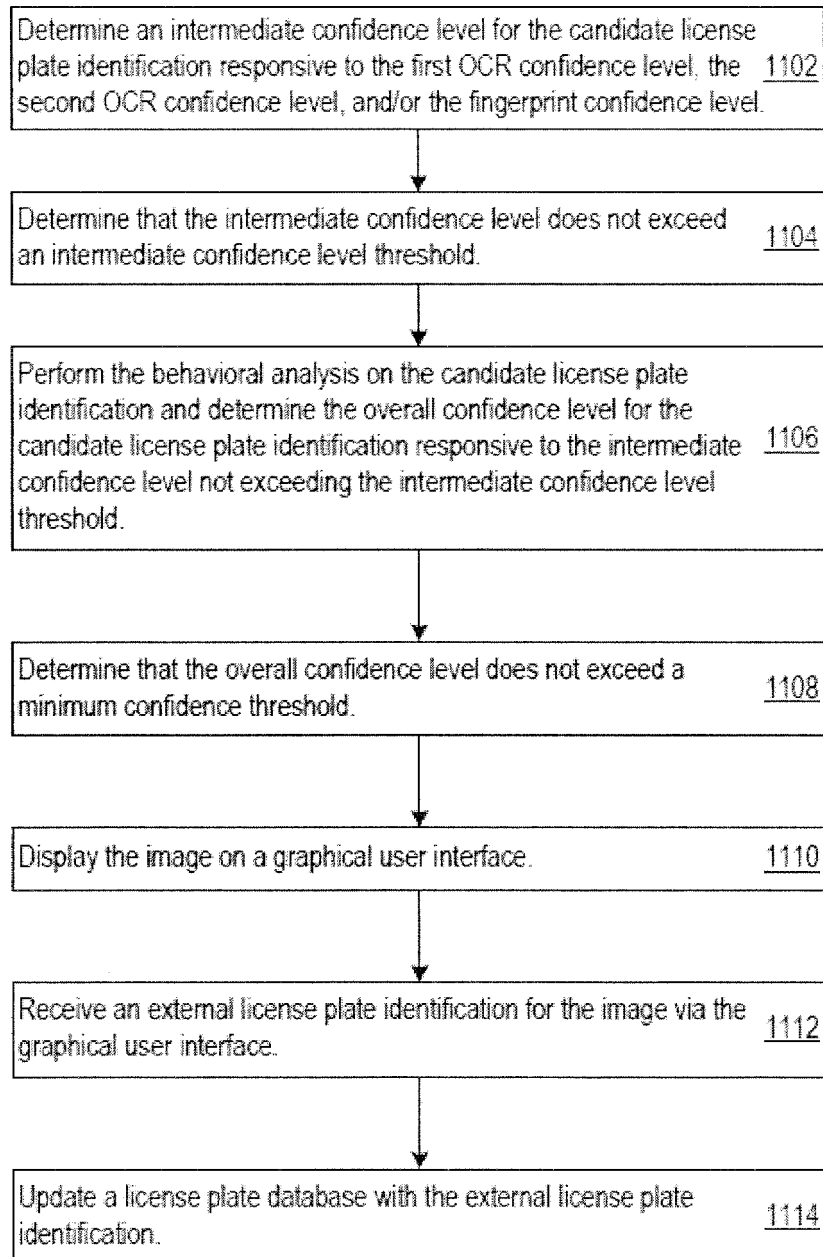 Determine an intermediate confidence level for the candidate license
plate identification responsive to the first OCR confidence level, the
second OCR confidence level, and/or the fingerprint confidence level.
1102
Determine that the intermediate confidence level does not exceed
an intermediate confidence level threshold.
1104
Perform the behavioral analysis on the candidate license plate
identification and determine the overall confidence level for the
candidate license plate identification responsive to the intermediate
confidence level not exceeding the intermediate confidence level
threshold.
1106
Determine that the overall confidence level does not exceed a
minimum confidence threshold.
1108
Display the image on a graphical user interface.
1110
Receive an external license plate identification for the image via the
graphical user interface.
1112
Update a license plate database with the external license plate
identification.
1114